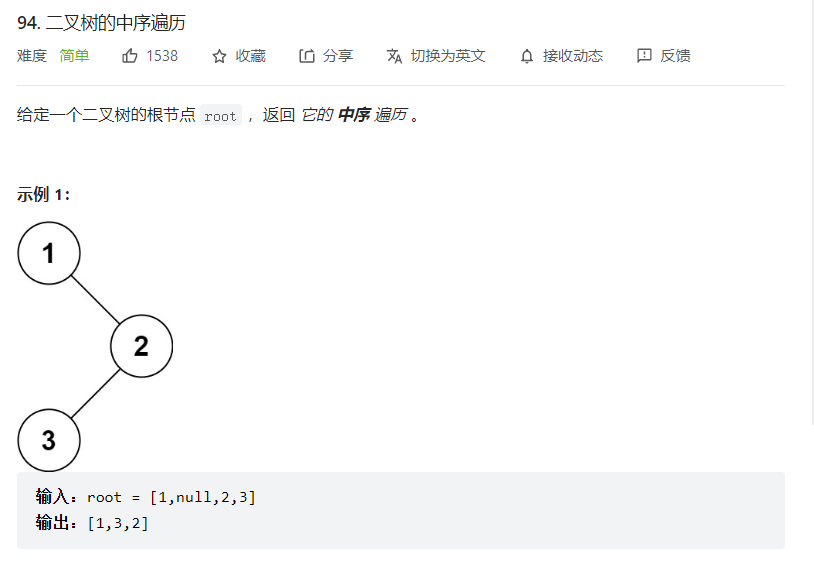 94. 二叉树的中序遍历
难度 简单 1538 收藏 分享 切换为英文 接收动态 反馈
给定一个二叉树的根节点 root ，返回 它的 中序 遍历 。
示例 1：
1
2
3
输入：root = [1,null,2,3]
输出：[1,3,2]